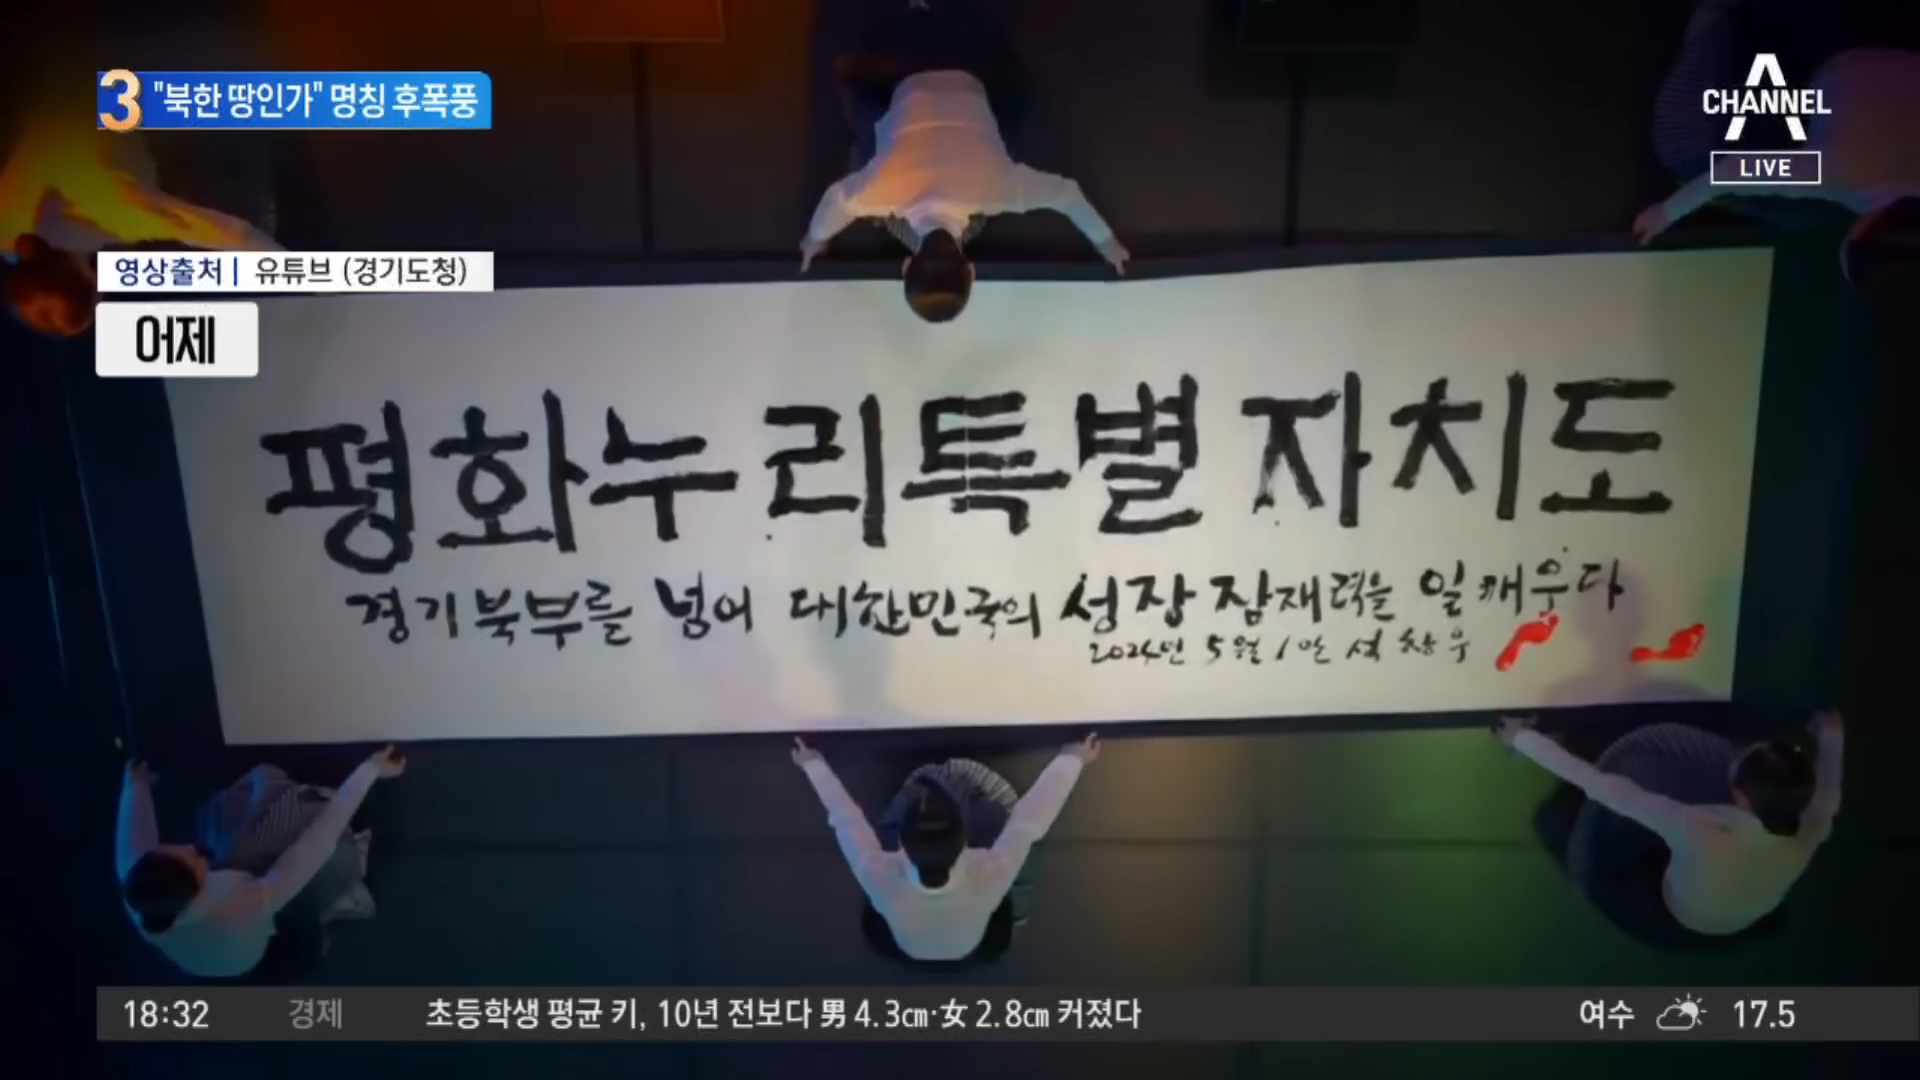 3 "북한 땅인가" 명칭 후폭풍
CHANNEL A
LIVE
영상출처 | 유튜브 (경기도청)
어제
평화누리특별자치도
경기북부를 넘어 대한민국의 성장 잠재력을 일깨우다
2024년 5월 1일 석창우
18:32 경제 초등학생 평균 키, 10년 전보다 男 4.3㎝·女 2.8㎝ 커졌다 여수 17.5